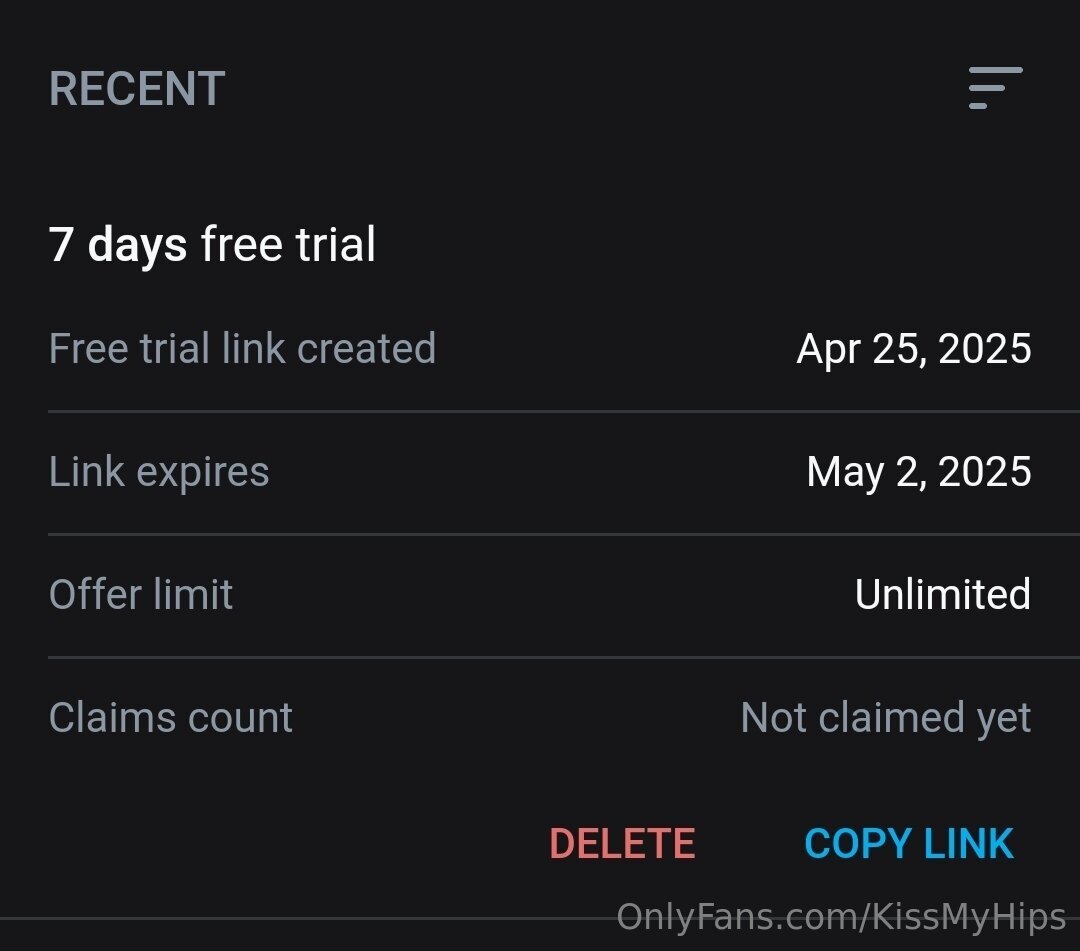 RECENT
7 days free trial
Free trial link created Apr 25, 2025
Link expires May 2, 2025
Offer limit Unlimited
Claims count Not claimed yet
DELETE COPY LINK
OnlyFans.com/KissMyHips